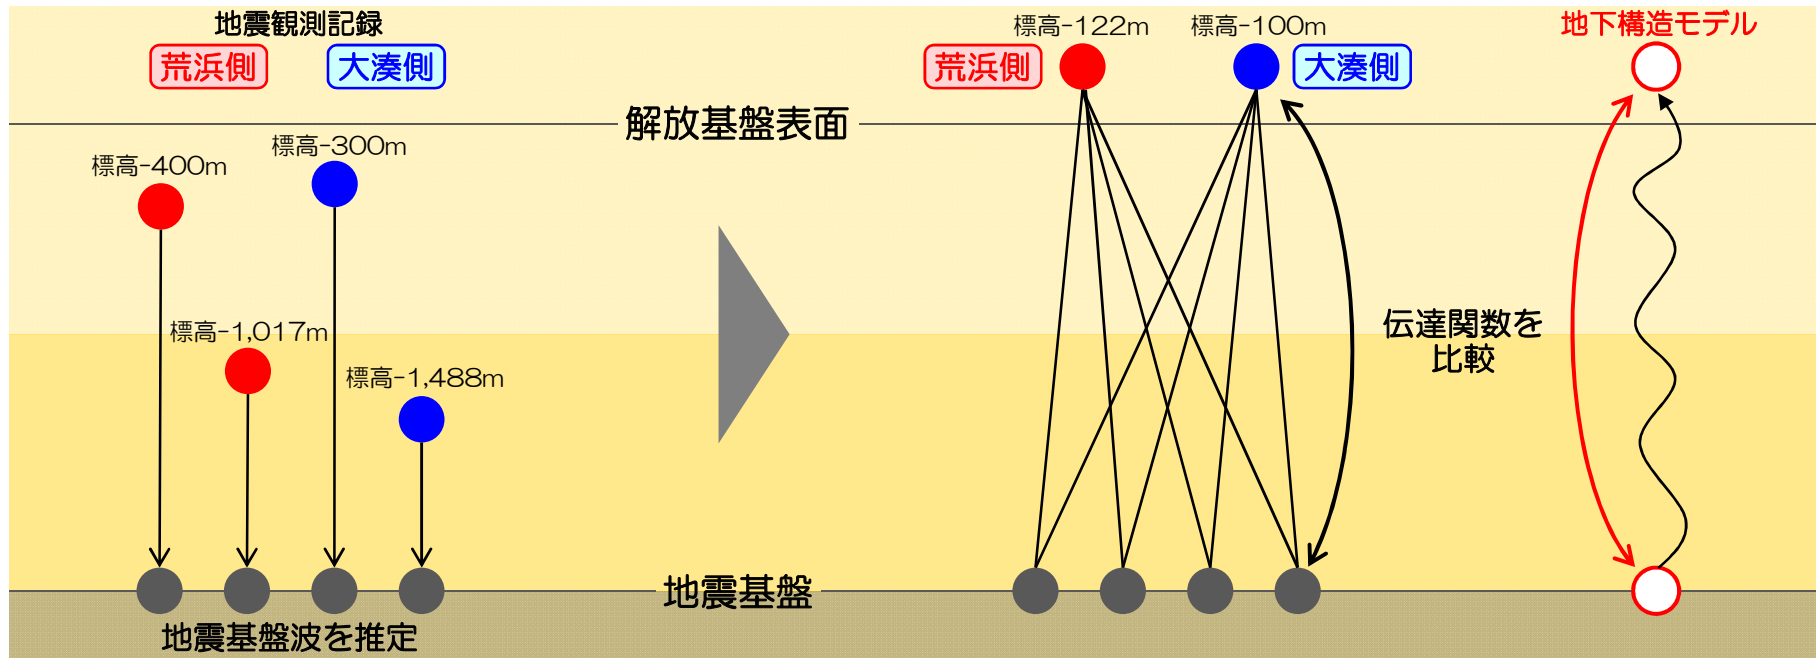 地震観測記録
荒浜側
大湊側
標高-400m
標高-300m
標高-1,017m
標高-1,488m
地震基盤波を推定
解放基盤表面
地震基盤
標高-122m
標高-100m
荒浜側
大湊側
伝達関数を
比較
地下構造モデル